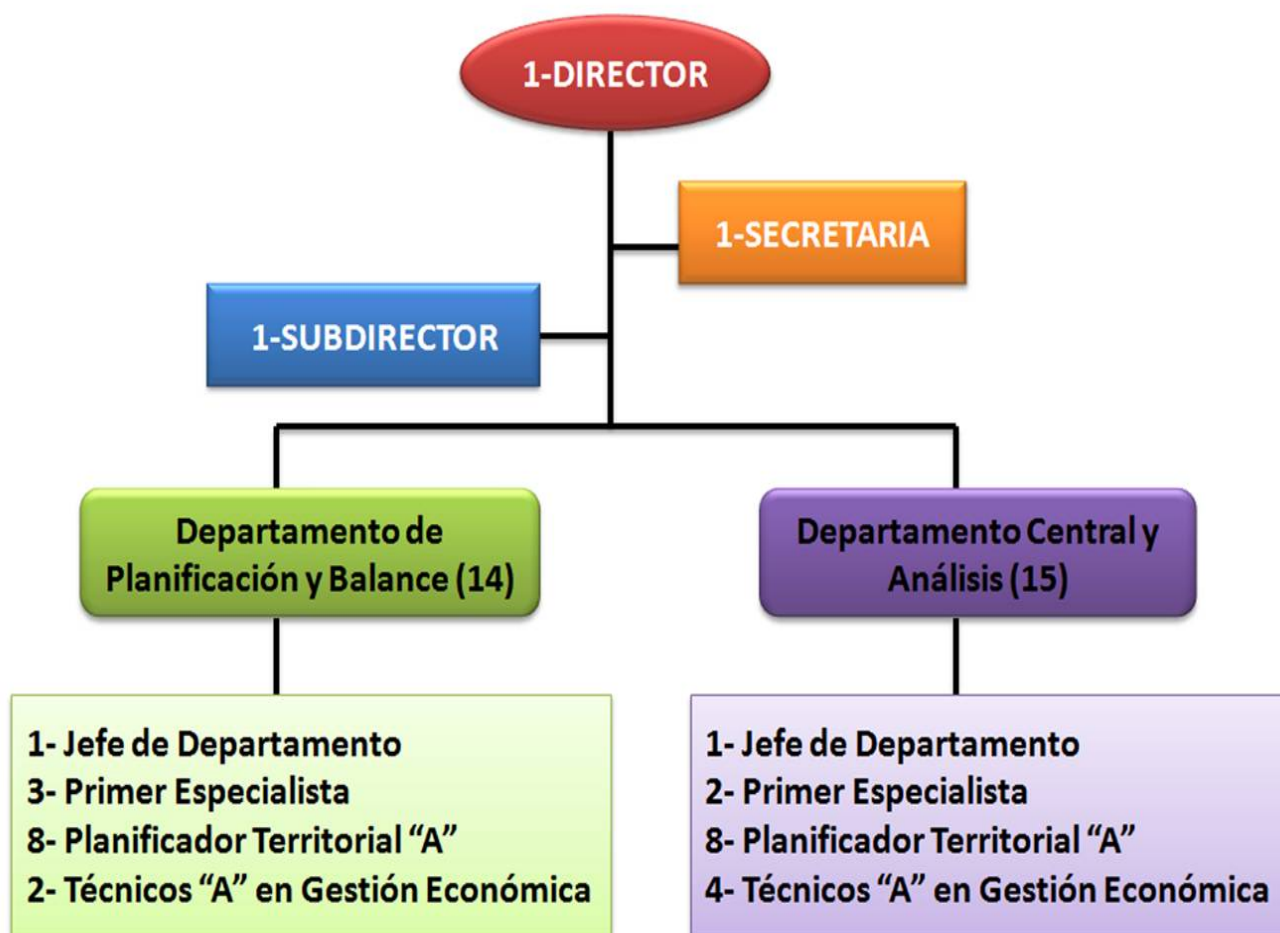 1-DIRECTOR
1-SECRETARIA
1-SUBDIRECTOR
Departamento de
Planificación y Balance (14)
Departamento Central y
Análisis (15)
1- Jefe de Departamento
3- Primer Especialista
8- Planificador Territorial “A”
2- Técnicos “A” en Gestión Económica
1- Jefe de Departamento
2- Primer Especialista
8- Planificador Territorial “A”
4- Técnicos “A” en Gestión Económica